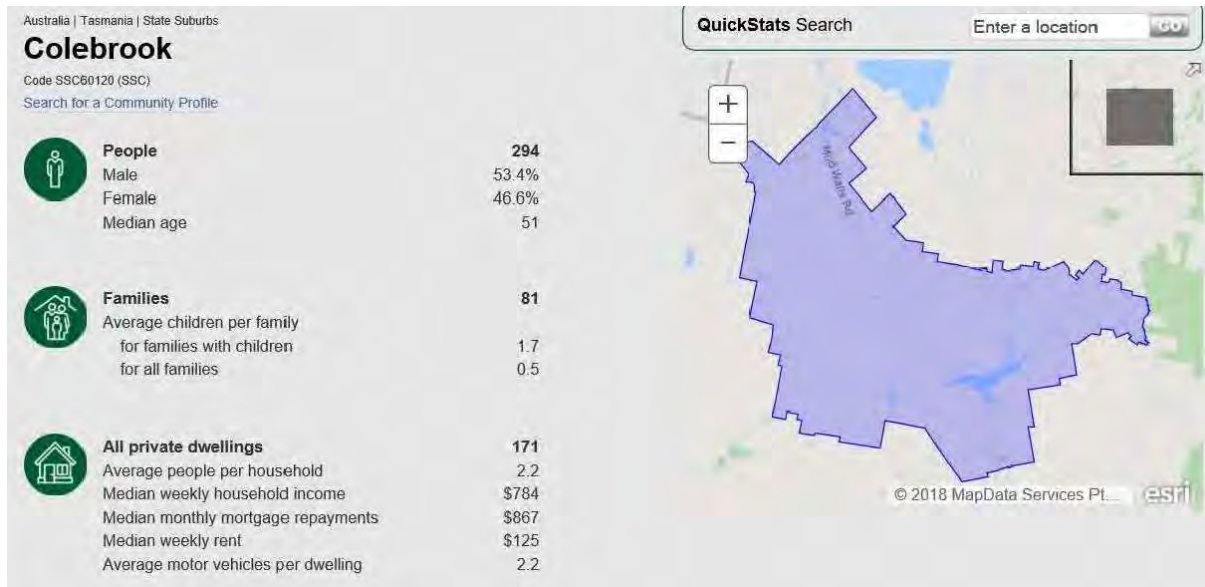 Australia | Tasmania | State Suburbs
Colebrook
Code SSC60120 (SSC)
Search for a Community Profile
People 294
Male 53.4%
Female 46.6%
Median age 51
Families 81
Average children per family
for families with children 1.7
for all families 0.5
All private dwellings 171
Average people per household 2.2
Median weekly household income $784
Median monthly mortgage repayments $867
Median weekly rent $125
Average motor vehicles per dwelling 2.2
QuickStats Search Enter a location GO
+
−
Mud Walls Rd
© 2018 MapData Services Pt... esri